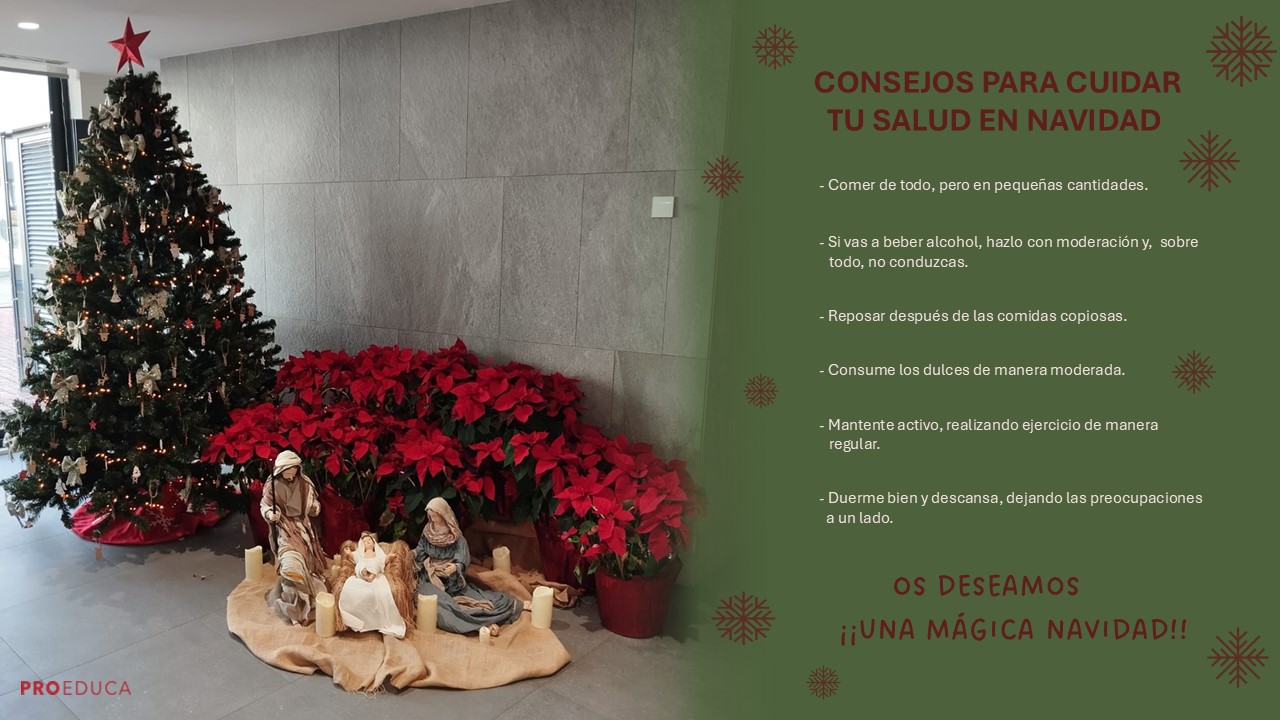 CONSEJOS PARA CUIDAR
TU SALUD EN NAVIDAD
- Comer de todo, pero en pequeñas cantidades.
- Si vas a beber alcohol, hazlo con moderación y, sobre
todo, no conduzcas.
- Reposar después de las comidas copiosas.
- Consume los dulces de manera moderada.
- Mantente activo, realizando ejercicio de manera
regular.
- Duerme bien y descansa, dejando las preocupaciones
a un lado.
OS DESEAMOS
¡¡UNA MÁGICA NAVIDAD!!
PROEDUCA